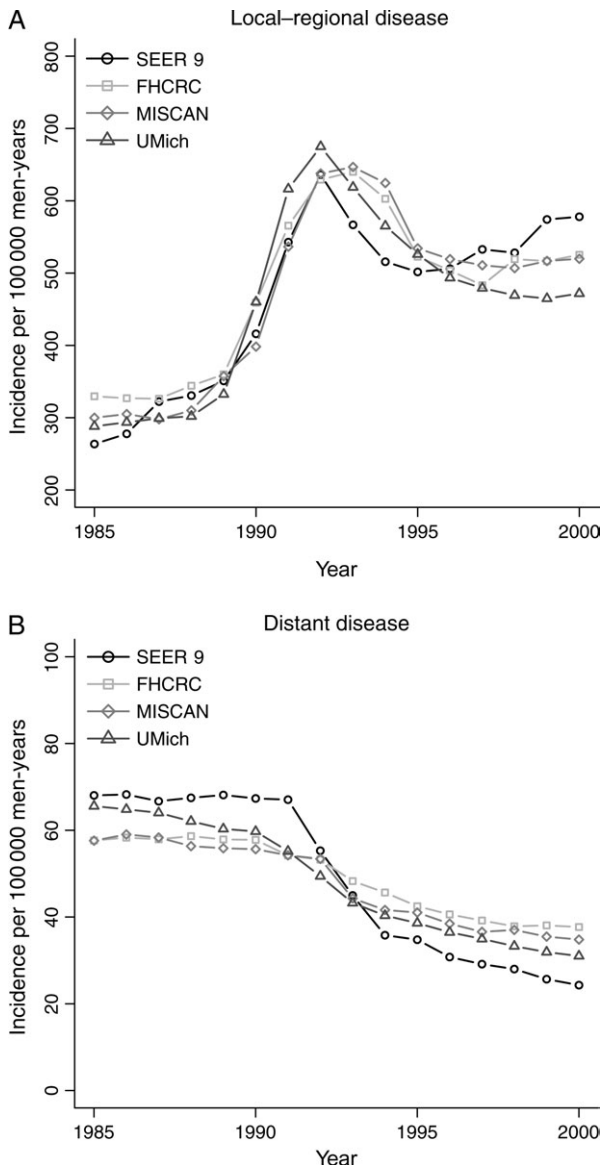 A
Local–regional disease
SEER 9
FHCRC
MISCAN
UMich
Incidence per 100 000 men-years
800
700
600
500
400
300
200
1985
1990
1995
2000
Year
B
Distant disease
SEER 9
FHCRC
MISCAN
UMich
Incidence per 100 000 men-years
100
80
60
40
20
0
1985
1990
1995
2000
Year